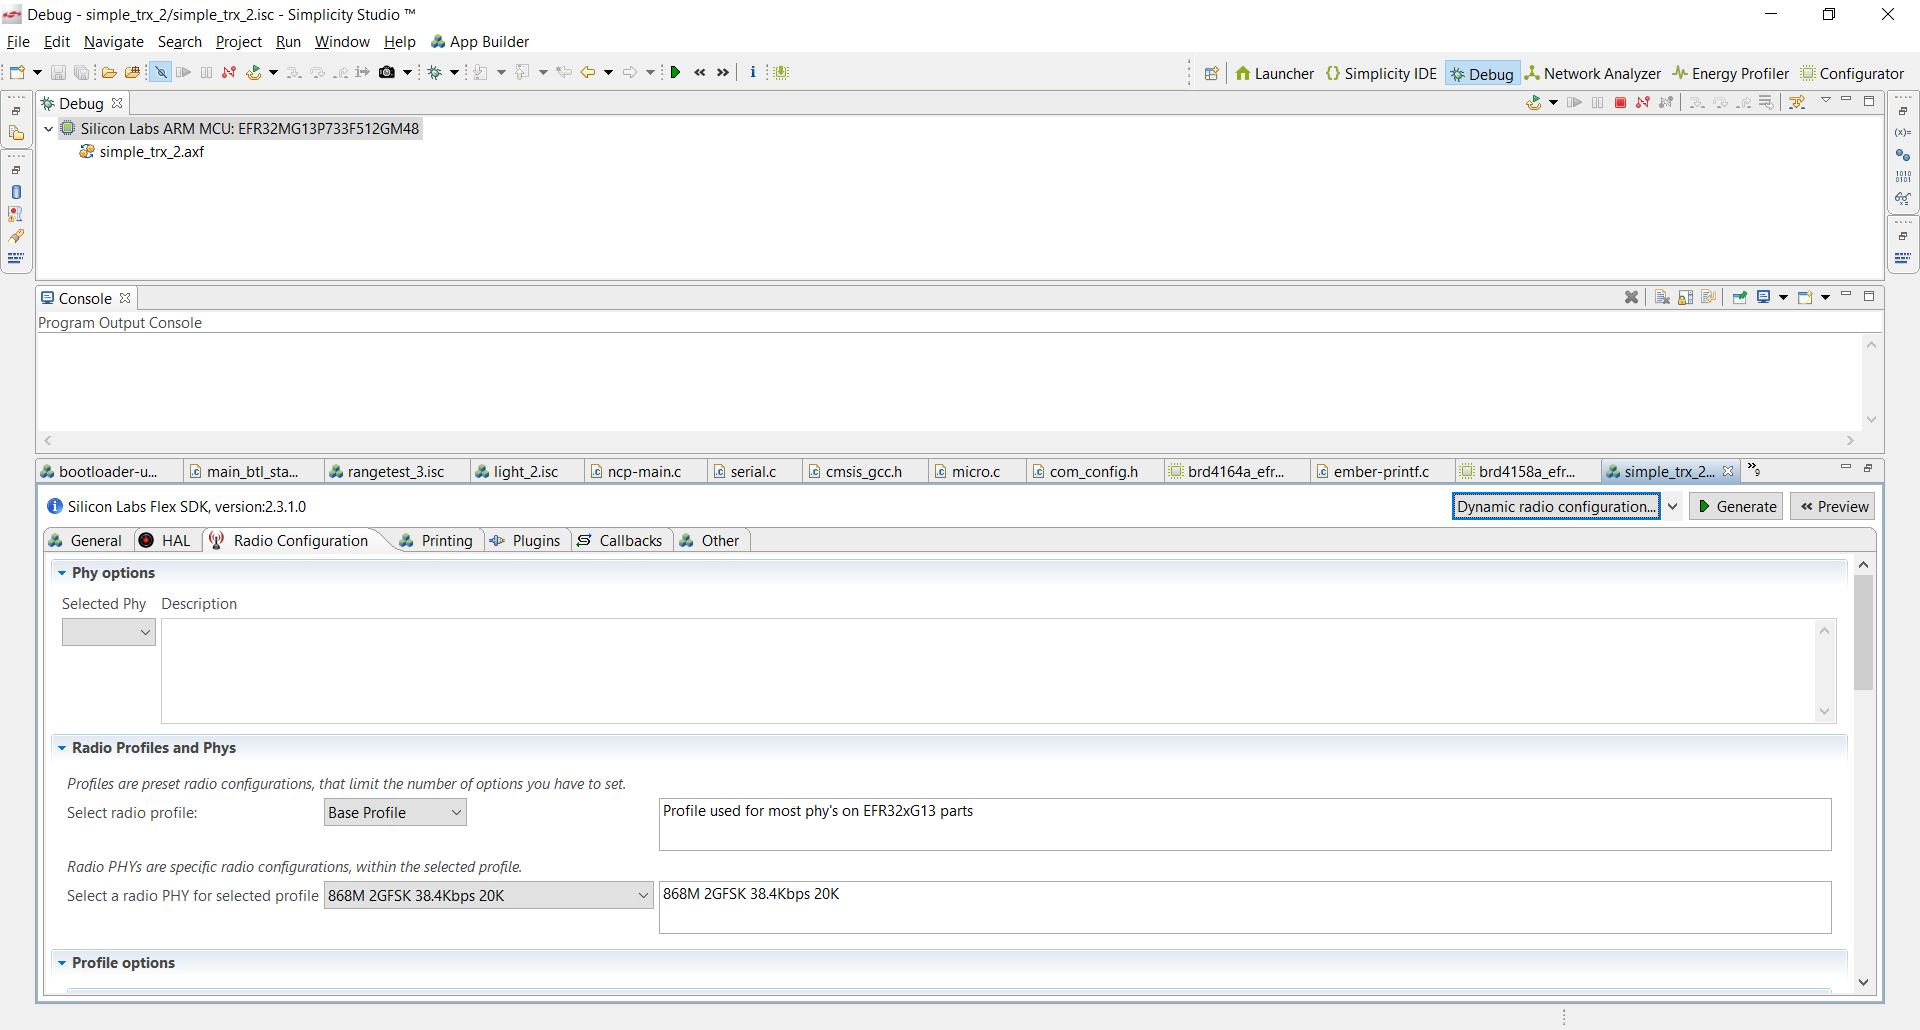 Debug - simple_trx_2/simple_trx_2.isc - Simplicity Studio ™
File Edit Navigate Search Project Run Window Help App Builder
Launcher Simplicity IDE Debug Network Analyzer Energy Profiler Configurator
Debug
Silicon Labs ARM MCU: EFR32MG13P733F512GM48
simple_trx_2.axf
Console
Program Output Console
bootloader-u... main_btl_sta... rangetest_3.isc light_2.isc ncp-main.c serial.c cmsis_gcc.h micro.c com_config.h brd4164a_efr... ember-printf.c brd4158a_efr... simple_trx_2... »9
Silicon Labs Flex SDK, version:2.3.1.0
Dynamic radio configuration... Generate Preview
General HAL Radio Configuration Printing Plugins Callbacks Other
Phy options
Selected Phy Description
Radio Profiles and Phys
Profiles are preset radio configurations, that limit the number of options you have to set.
Select radio profile: Base Profile Profile used for most phy's on EFR32xG13 parts
Radio PHYs are specific radio configurations, within the selected profile.
Select a radio PHY for selected profile 868M 2GFSK 38.4Kbps 20K 868M 2GFSK 38.4Kbps 20K
Profile options